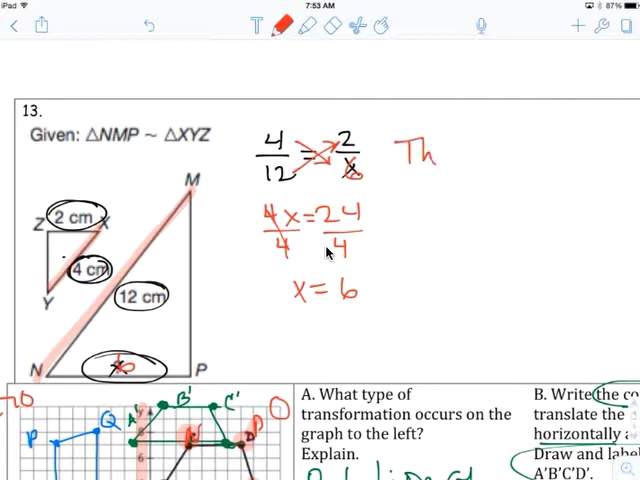 iPad
7:53 AM
87%
T
13.
Given: △NMP ~ △XYZ
4/12 = 2/x 6
Th
4x = 24
4 4
x = 6
M
Z
2 cm
X
4 cm
Y
12 cm
N
x 6
P
A'
B'
C'
y
P
Q
D
6
A. What type of
transformation occurs on the
graph to the left?
Explain.
B. Write the co
translate the
horizontally a
Draw and label
A'B'C'D'.